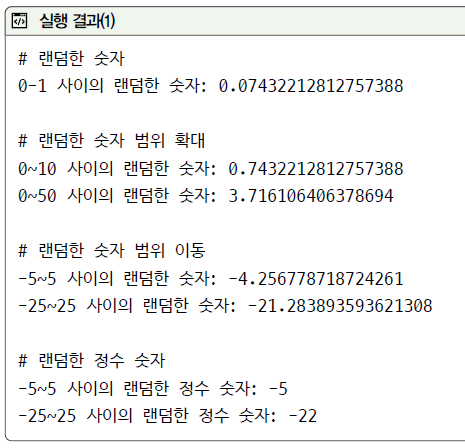 실행 결과(1)
# 랜덤한 숫자
0-1 사이의 랜덤한 숫자: 0.07432212812757388
# 랜덤한 숫자 범위 확대
0~10 사이의 랜덤한 숫자: 0.7432212812757388
0~50 사이의 랜덤한 숫자: 3.716106406378694
# 랜덤한 숫자 범위 이동
-5~5 사이의 랜덤한 숫자: -4.256778718724261
-25~25 사이의 랜덤한 숫자: -21.283893593621308
# 랜덤한 정수 숫자
-5~5 사이의 랜덤한 정수 숫자: -5
-25~25 사이의 랜덤한 정수 숫자: -22